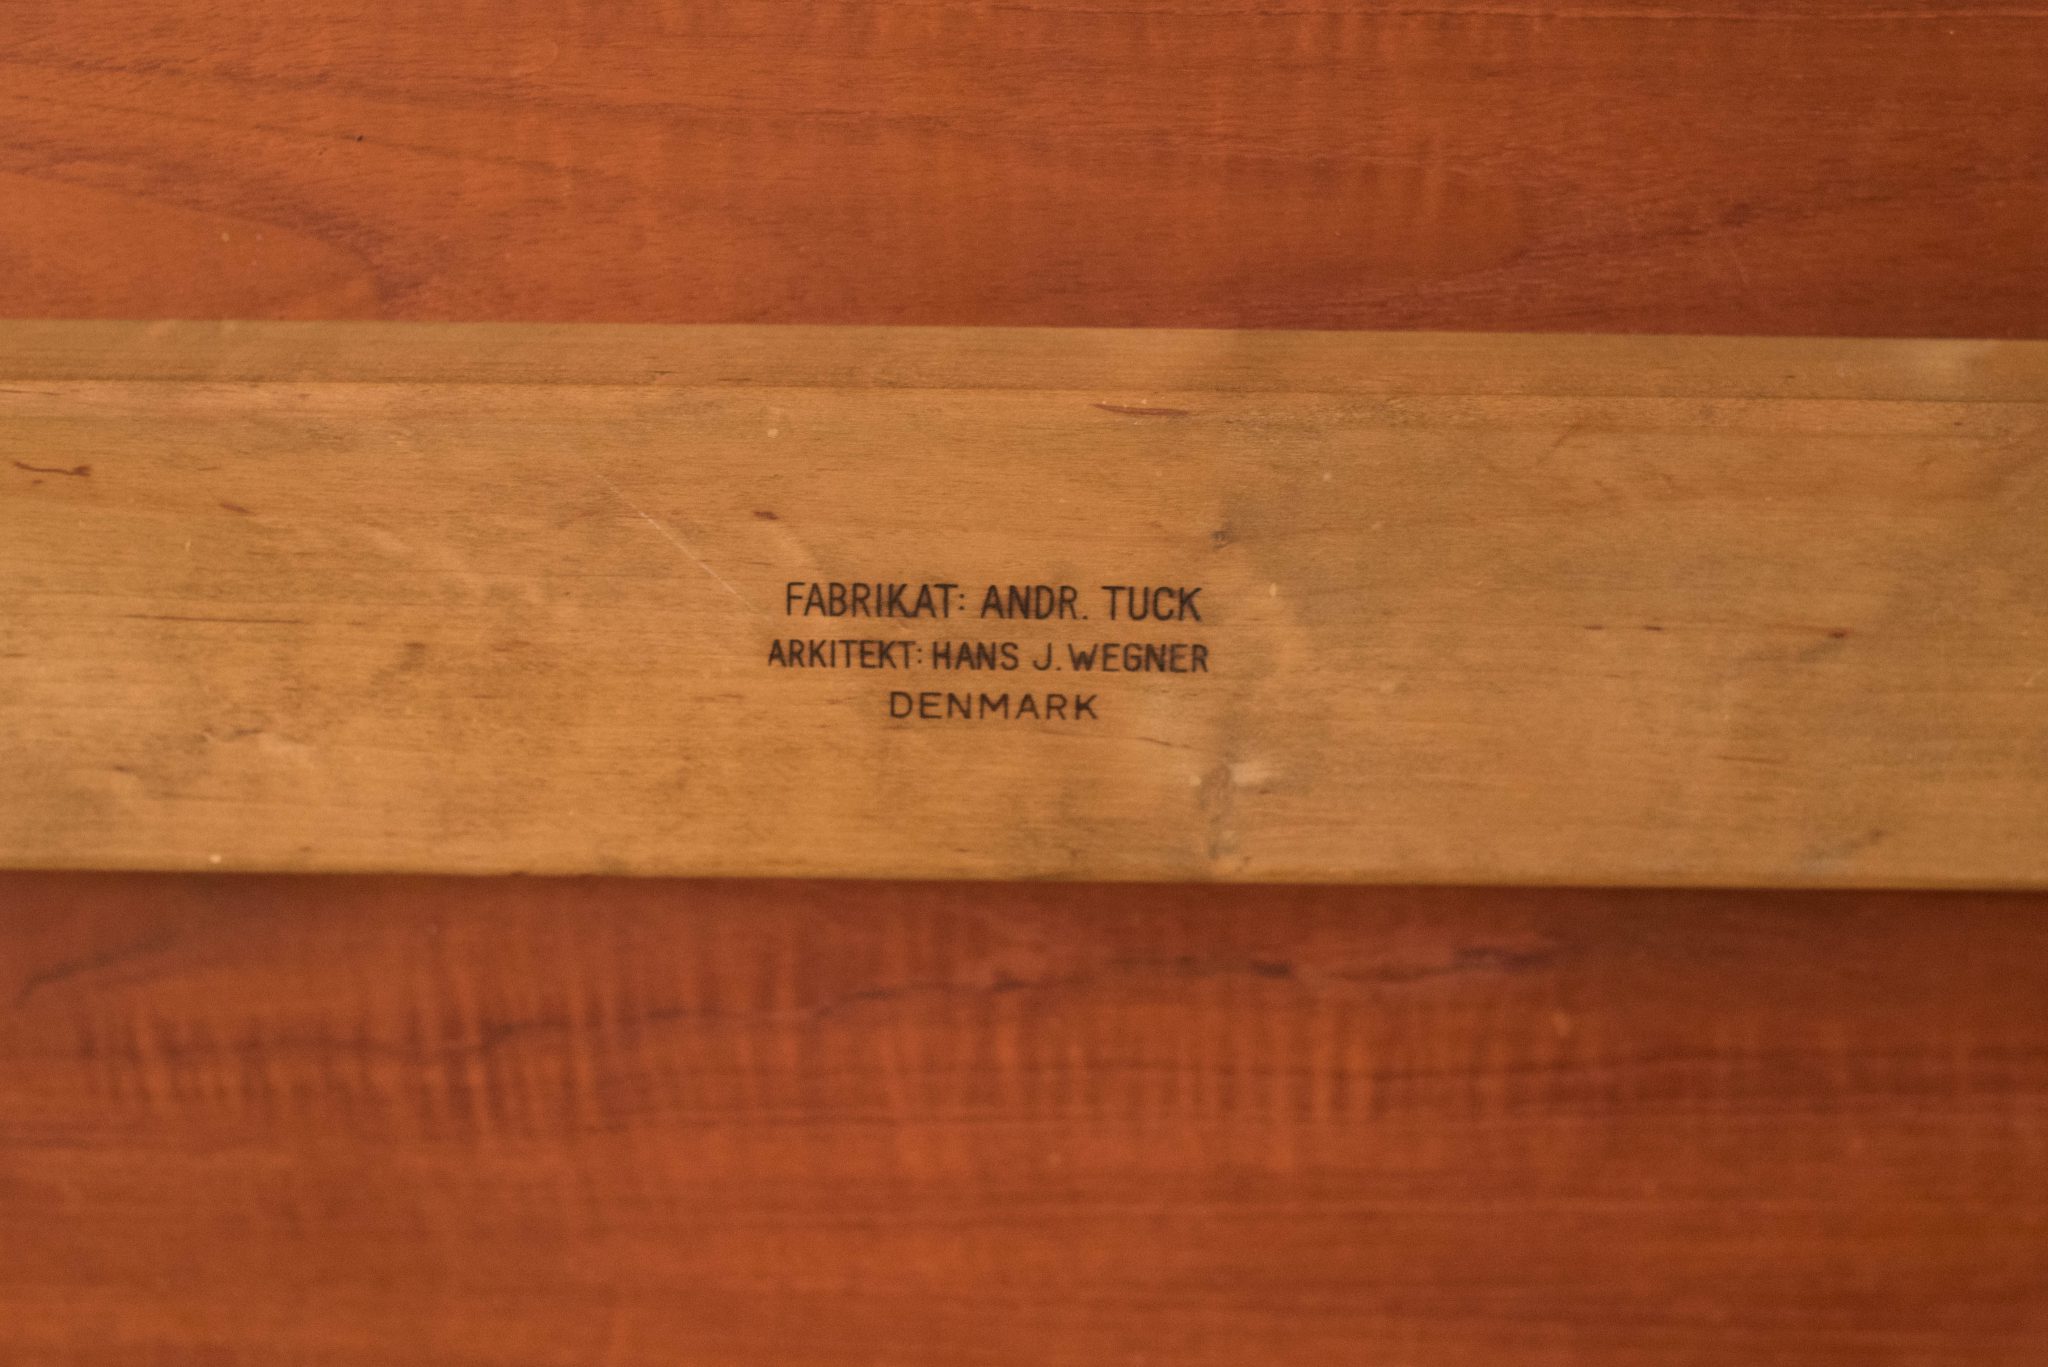 FABRIKAT: ANDR. TUCK
ARKITEKT: HANS J. WEGNER
DENMARK